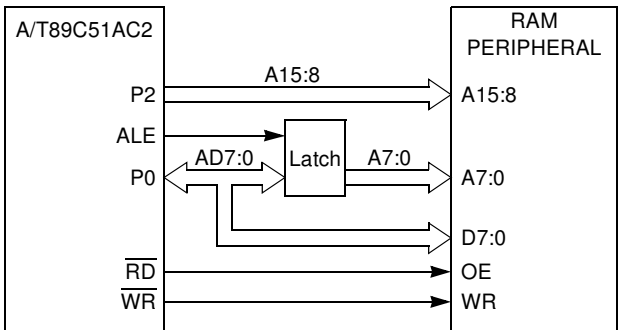 A/T89C51AC2
RAM
PERIPHERAL
P2
A15:8
A15:8
ALE
P0
AD7:0
Latch
A7:0
A7:0
D7:0
RD
OE
WR
WR